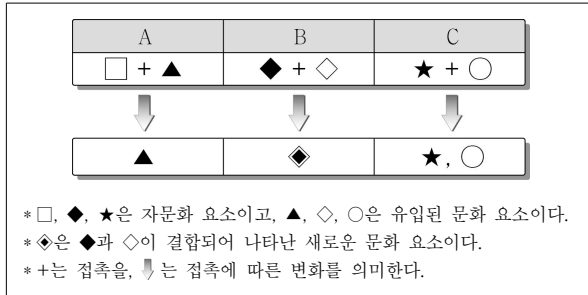 A B C
□ + ▲ ◆ + ◇ ★ + ○
▲ ◈ ★, ○
* □, ◆, ★은 자문화 요소이고, ▲, ◇, ○은 유입된 문화 요소이다.
* ◈은 ◆과 ◇이 결합되어 나타난 새로운 문화 요소이다.
* +는 접촉을, ⇩는 접촉에 따른 변화를 의미한다.